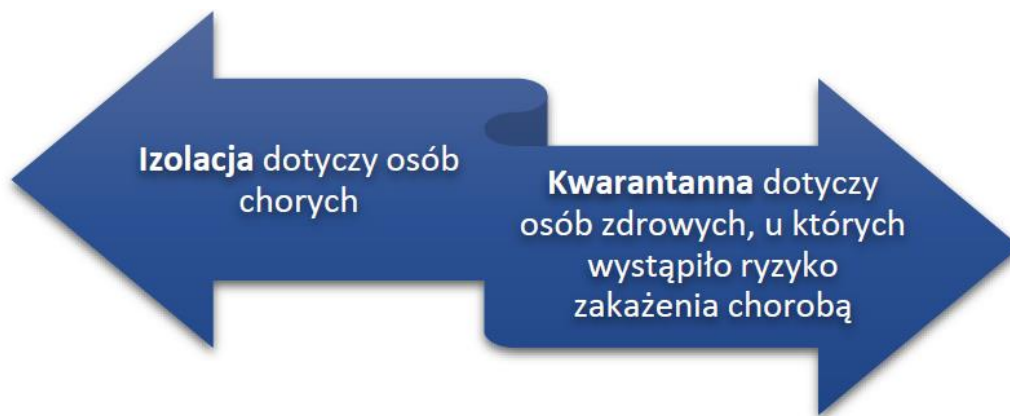 Izolacja dotyczy osób
chorych
Kwarantanna dotyczy
osób zdrowych, u których
wystąpiło ryzyko
zakażenia chorobą